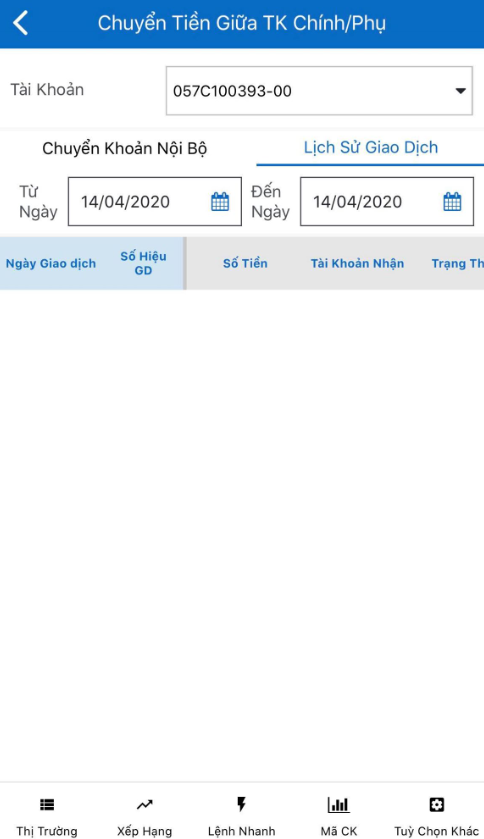 Chuyển Tiền Giữa TK Chính/Phụ
Tài Khoản
057C100393-00
Chuyển Khoản Nội Bộ
Lịch Sử Giao Dịch
Từ
Ngày
14/04/2020
Đến
Ngày
14/04/2020
Ngày Giao dịch
Số Hiệu
GD
Số Tiền
Tài Khoản Nhận
Trạng Th
Thị Trường
Xếp Hạng
Lệnh Nhanh
Mã CK
Tuỳ Chọn Khác